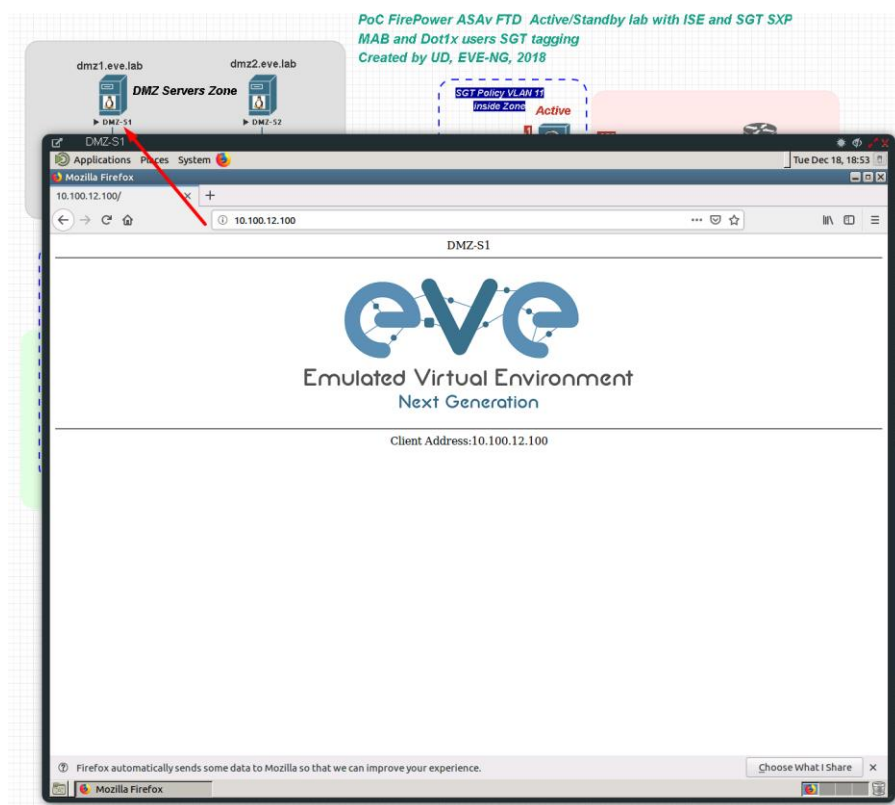 PoC FirePower ASAv FTD Active/Standby lab with ISE and SGT SXP
MAB and Dot1x users SGT tagging
Created by UD, EVE-NG, 2018
dmz1.eve.lab
dmz2.eve.lab
DMZ Servers Zone
DMZ-S1
DMZ-S2
SGT Policy VLAN 11
Inside Zone
Active
DMZ-S1
Applications Places System
Tue Dec 18, 18:53
Mozilla Firefox
10.100.12.100/
10.100.12.100
DMZ-S1
eve
Emulated Virtual Environment
Next Generation
Client Address:10.100.12.100
Firefox automatically sends some data to Mozilla so that we can improve your experience.
Choose What I Share
Mozilla Firefox